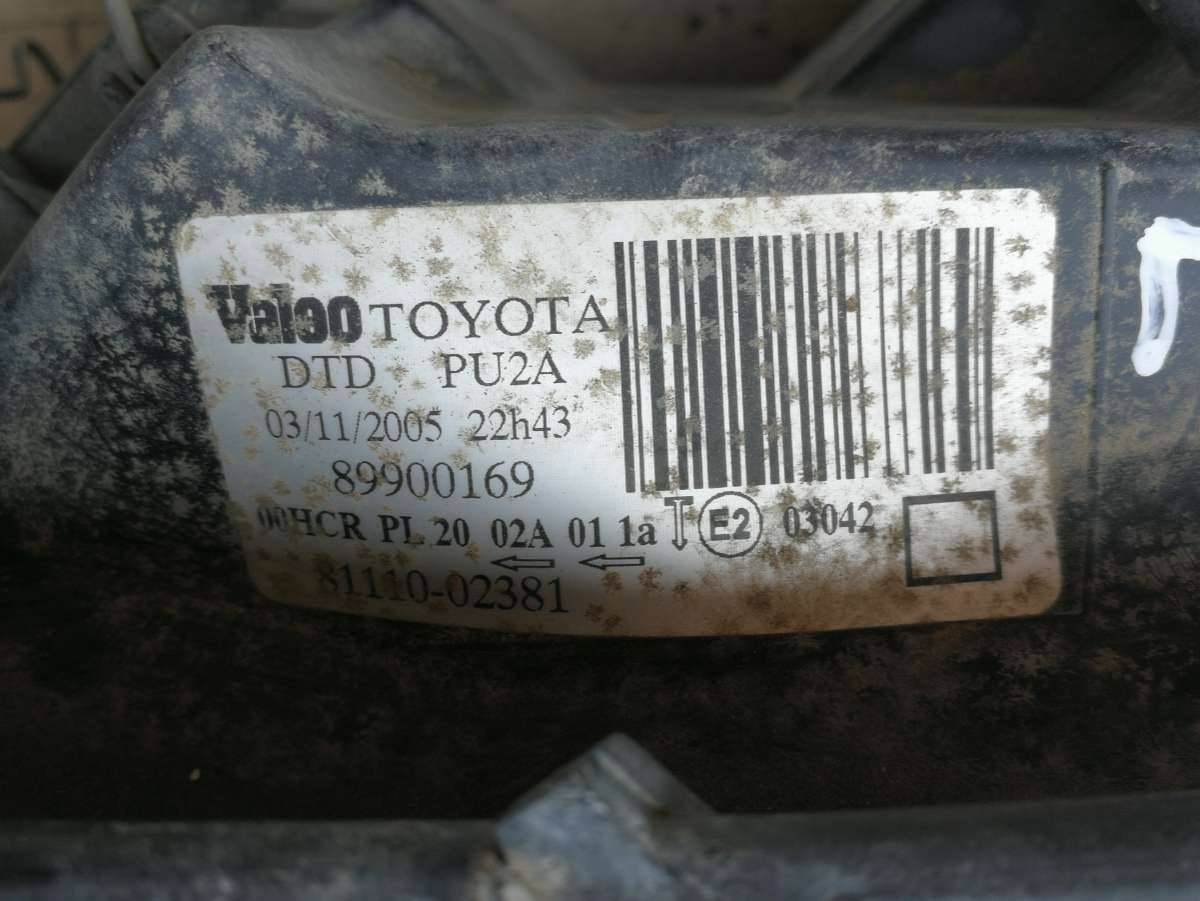 Valeo TOYOTA
DTD PU2A
03/11/2005 22h43
89900169
00HCR PL 20 02A 01 1a E2 03042
81110-02381